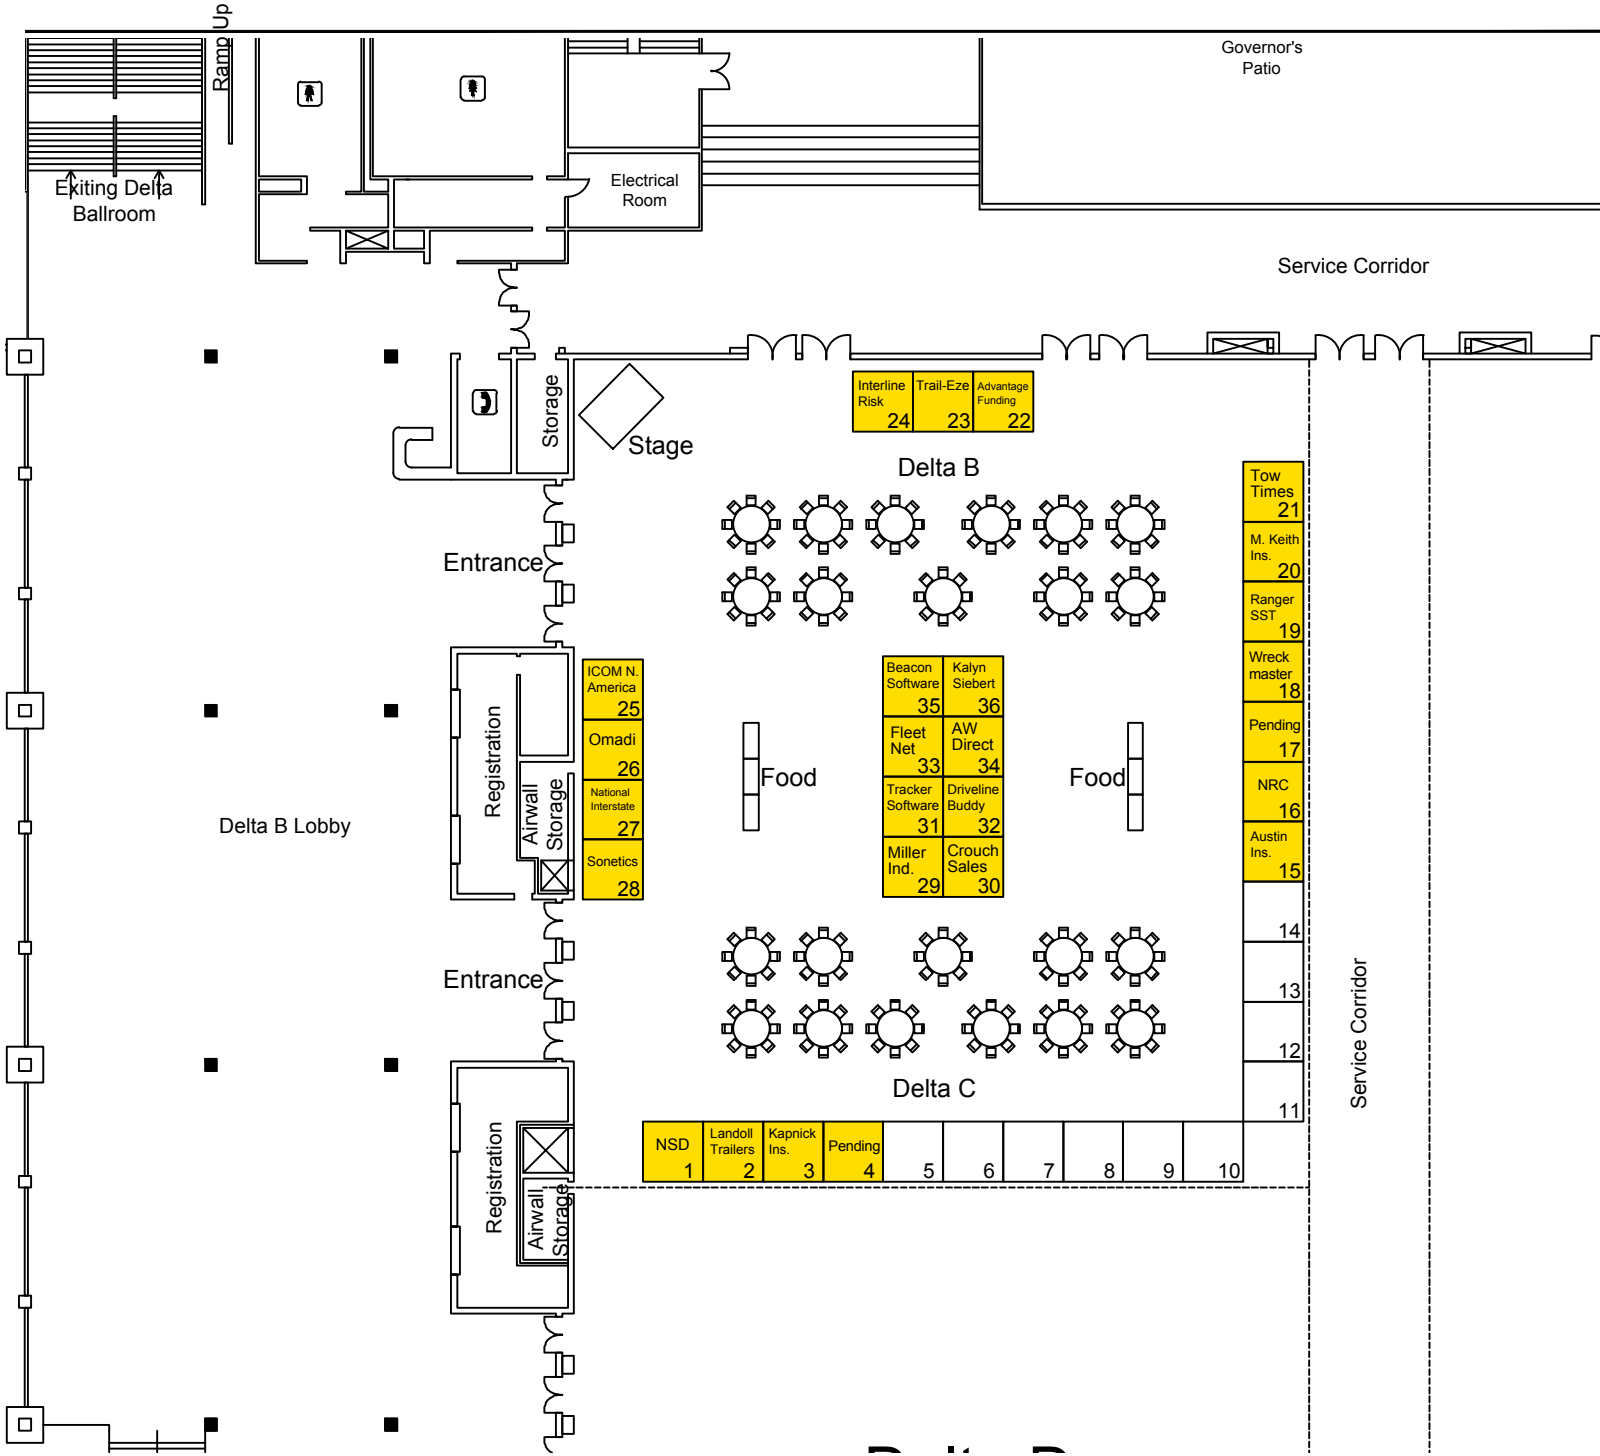 Ramp Up
Governor's
Patio
Exiting Delta
Ballroom
Electrical
Room
Service Corridor
Storage
Stage
Interline
Risk
24
Trail-Eze
23
Advantage
Funding
22
Delta B
Tow
Times
21
M. Keith
Ins.
20
Ranger
SST
19
Wreck
master
18
Pending
17
NRC
16
Austin
Ins.
15
14
13
12
11
Entrance
Registration
Airwall
Storage
ICOM N.
America
25
Omadi
26
National
Interstate
27
Sonetics
28
Food
Beacon
Software
35
Kalyn
Siebert
36
Fleet
Net
33
AW
Direct
34
Tracker
Software
31
Driveline
Buddy
32
Miller
Ind.
29
Crouch
Sales
30
Food
Delta B Lobby
Entrance
Service Corridor
Delta C
Registration
Airwall
Storage
NSD
1
Landoll
Trailers
2
Kapnick
Ins.
3
Pending
4
5
6
7
8
9
10